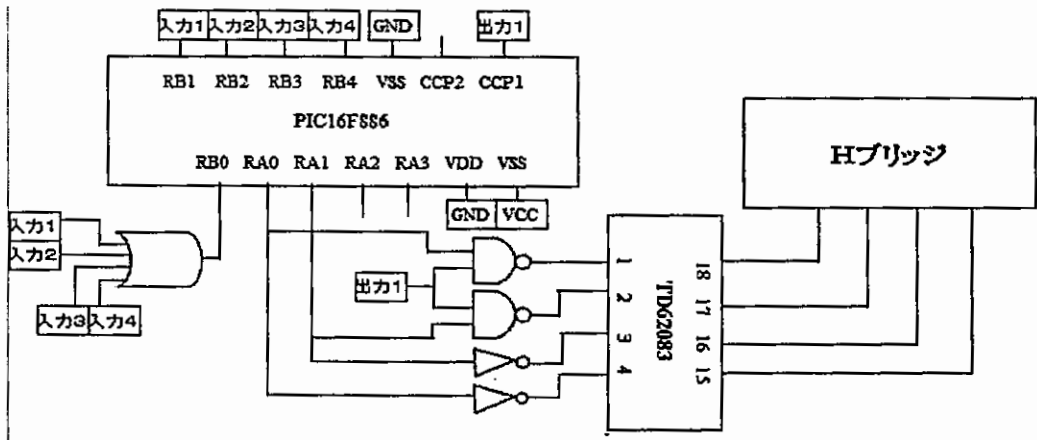 入力1 入力2 入力3 入力4 GND 出力1
RB1 RB2 RB3 RB4 VSS CCP2 CCP1
PIC16F886
RB0 RA0 RA1 RA2 RA3 VDD VSS
GND VCC
Hブリッジ
入力1
入力2
入力3 入力4
出力1
TD62083
1 18
2 17
3 16
4 15